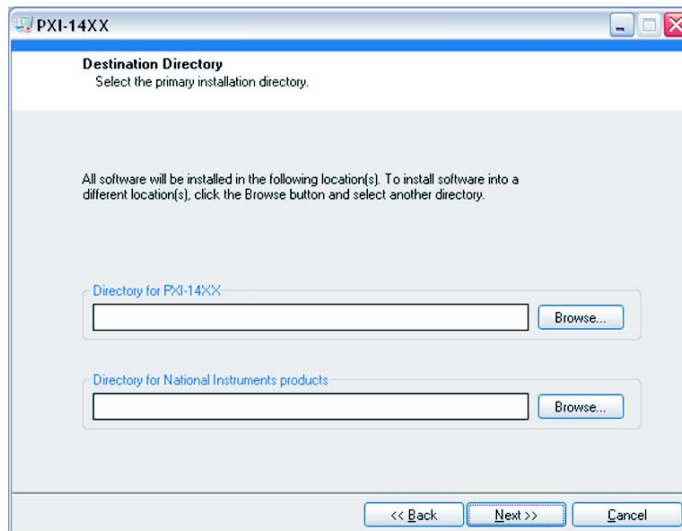 PXI-14XX
Destination Directory
Select the primary installation directory.
All software will be installed in the following location(s). To install software into a
different location(s), click the Browse button and select another directory.
Directory for PXI-14XX
Browse...
Directory for National Instruments products
Browse...
<< Back
Next >>
Cancel